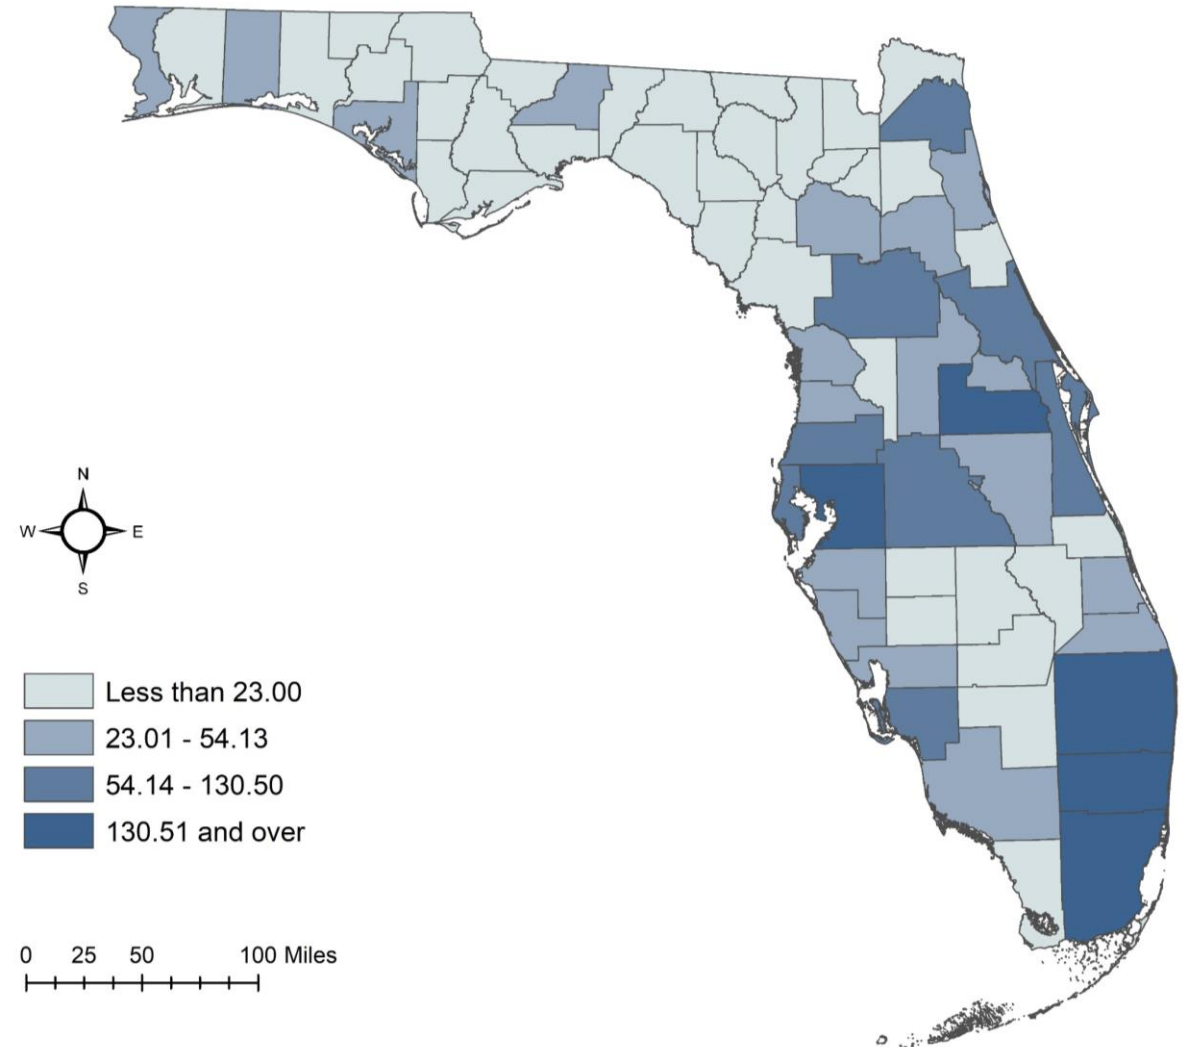 N
W E
S
Less than 23.00
23.01 - 54.13
54.14 - 130.50
130.51 and over
0 25 50 100 Miles